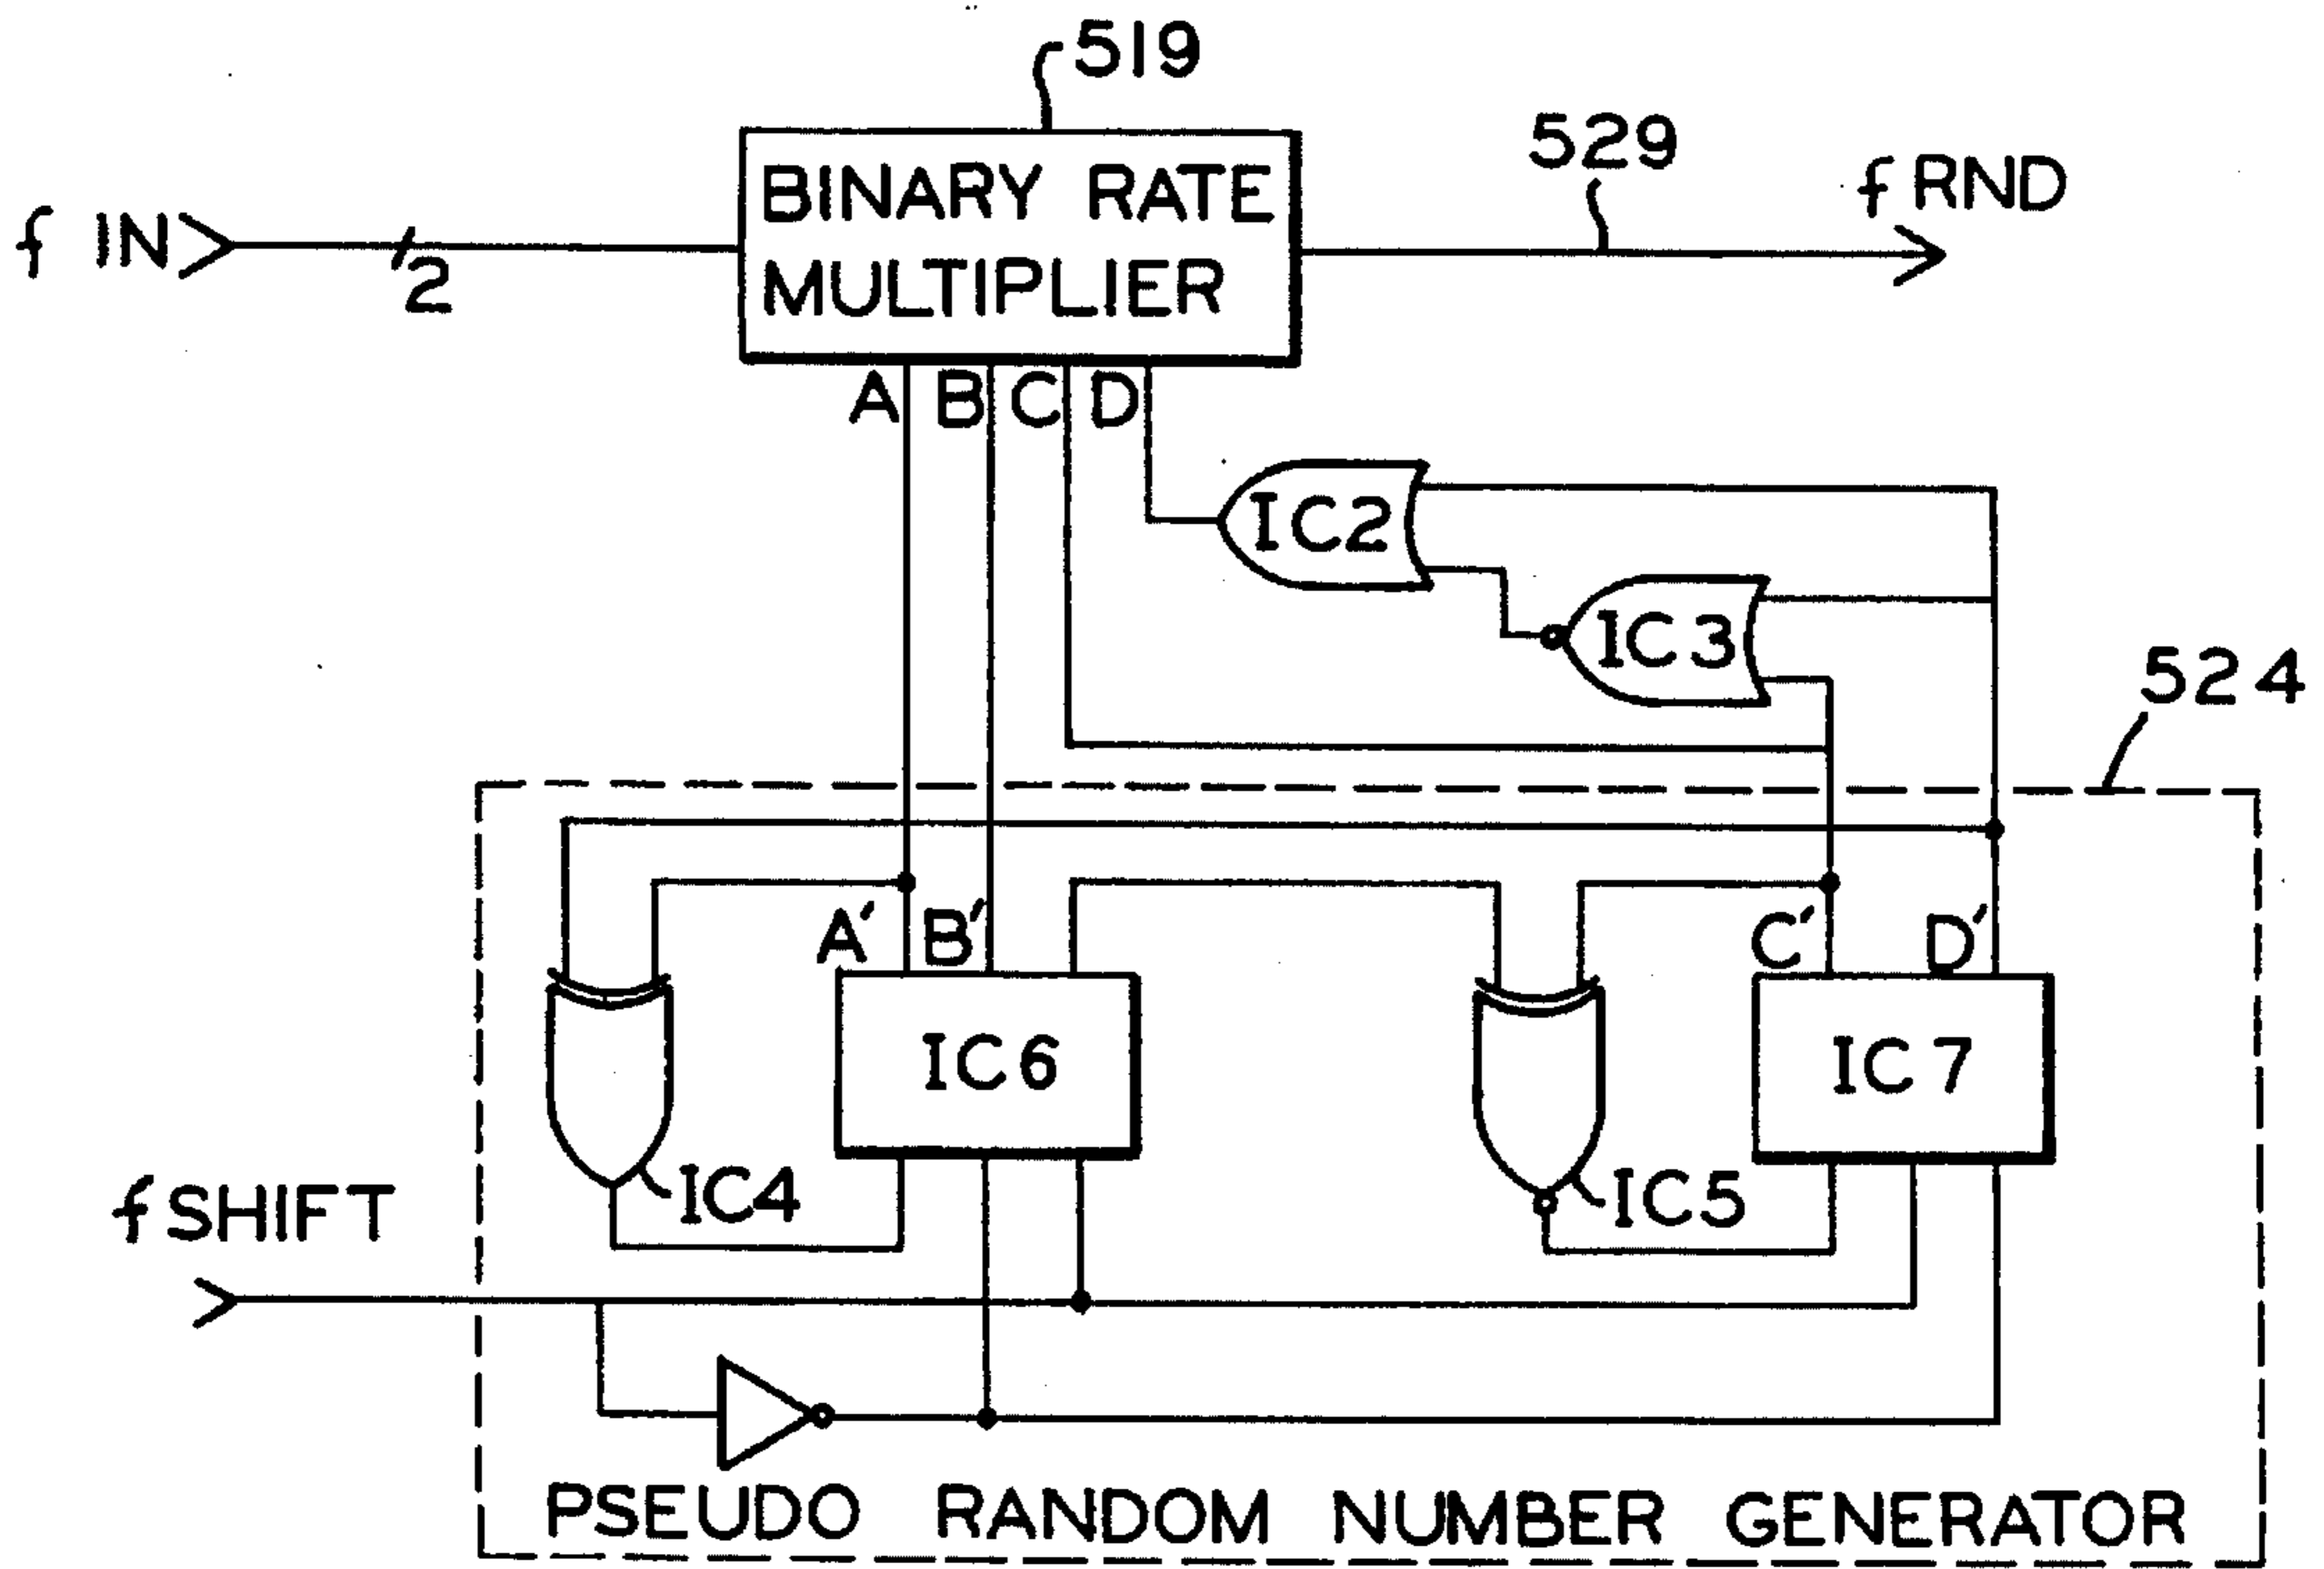 519
529
f IN
2
BINARY RATE
MULTIPLIER
f RND
A B C D
IC2
IC3
524
A' B'
C' D'
IC6
IC7
IC4
IC5
f SHIFT
PSEUDO RANDOM NUMBER GENERATOR